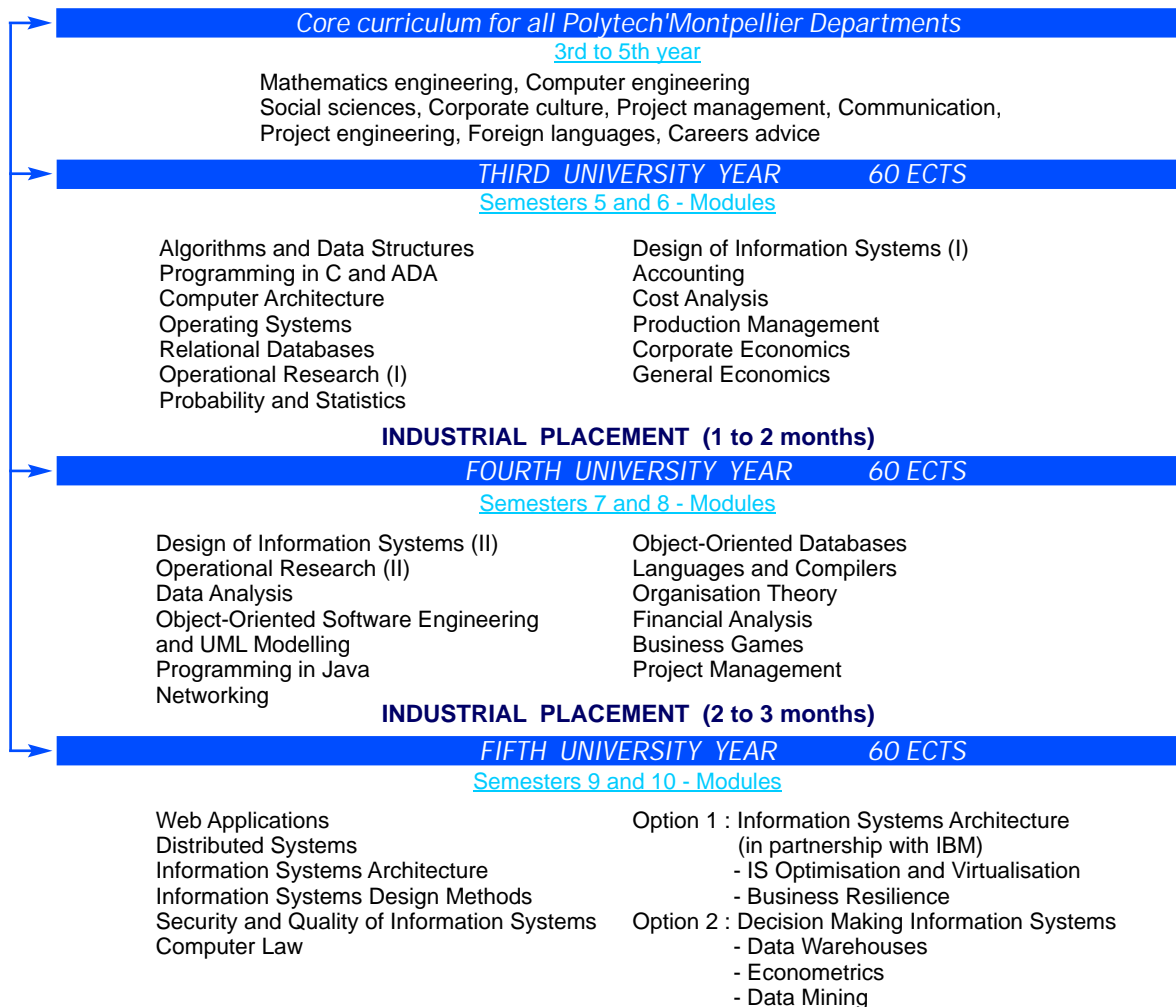 Core curriculum for all Polytech'Montpellier Departments
3rd to 5th year
Mathematics engineering, Computer engineering
Social sciences, Corporate culture, Project management, Communication,
Project engineering, Foreign languages, Careers advice
THIRD UNIVERSITY YEAR 60 ECTS
Semesters 5 and 6 - Modules
Algorithms and Data Structures
Programming in C and ADA
Computer Architecture
Operating Systems
Relational Databases
Operational Research (I)
Probability and Statistics
Design of Information Systems (I)
Accounting
Cost Analysis
Production Management
Corporate Economics
General Economics
INDUSTRIAL PLACEMENT (1 to 2 months)
FOURTH UNIVERSITY YEAR 60 ECTS
Semesters 7 and 8 - Modules
Design of Information Systems (II)
Operational Research (II)
Data Analysis
Object-Oriented Software Engineering
and UML Modelling
Programming in Java
Networking
Object-Oriented Databases
Languages and Compilers
Organisation Theory
Financial Analysis
Business Games
Project Management
INDUSTRIAL PLACEMENT (2 to 3 months)
FIFTH UNIVERSITY YEAR 60 ECTS
Semesters 9 and 10 - Modules
Web Applications
Distributed Systems
Information Systems Architecture
Information Systems Design Methods
Security and Quality of Information Systems
Computer Law
Option 1 : Information Systems Architecture
(in partnership with IBM)
- IS Optimisation and Virtualisation
- Business Resilience
Option 2 : Decision Making Information Systems
- Data Warehouses
- Econometrics
- Data Mining